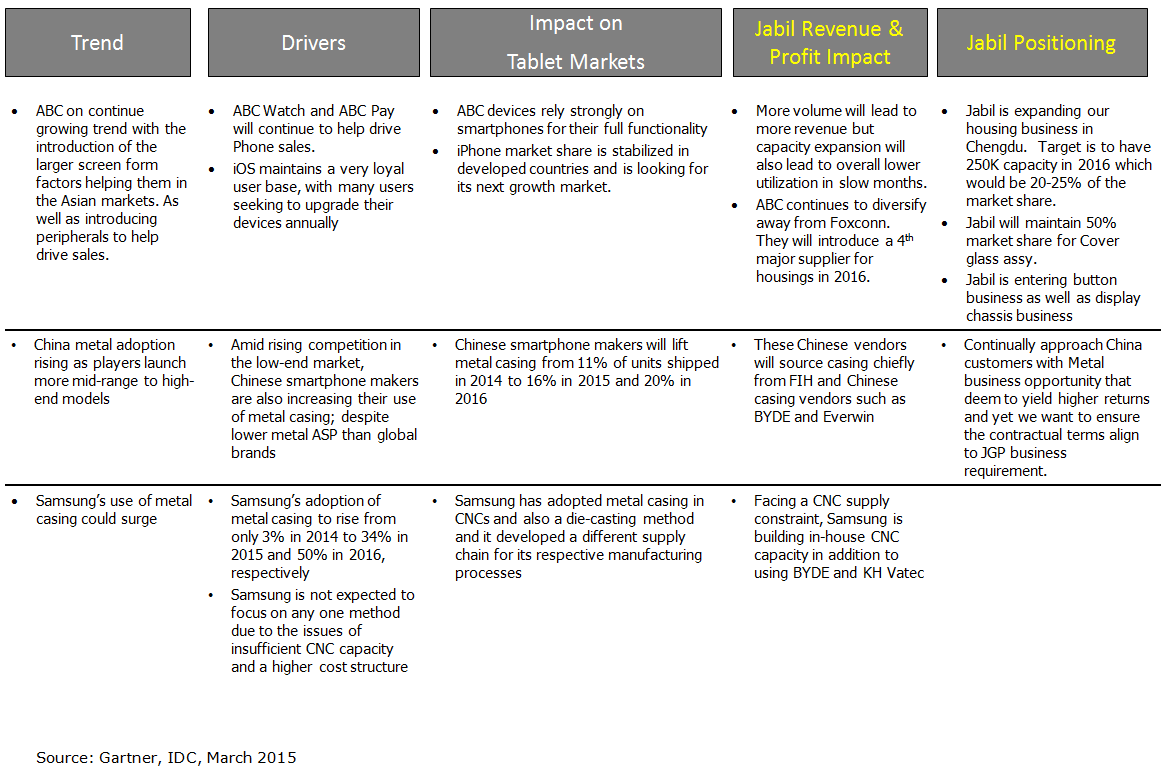 Trend
Drivers
Impact on
Tablet Markets
Jabil Revenue &
Profit Impact
Jabil Positioning
• ABC on continue
growing trend with the
introduction of the
larger screen form
factors helping them in
the Asian markets. As
well as introducing
peripherals to help
drive sales.
• ABC Watch and ABC Pay
will continue to help drive
Phone sales.
• iOS maintains a very loyal
user base, with many users
seeking to upgrade their
devices annually
• ABC devices rely strongly on
smartphones for their full functionality
• iPhone market share is stabilized in
developed countries and is looking for
its next growth market.
• More volume will lead to
more revenue but
capacity expansion will
also lead to overall lower
utilization in slow months.
• ABC continues to diversify
away from Foxconn.
They will introduce a 4th
major supplier for
housings in 2016.
• Jabil is expanding our
housing business in
Chengdu.  Target is to have
250K capacity in 2016 which
would be 20-25% of the
market share.
• Jabil will maintain 50%
market share for Cover
glass assy.
• Jabil is entering button
business as well as display
chassis business
• China metal adoption
rising as players launch
more mid-range to high-
end models
• Amid rising competition in
the low-end market,
Chinese smartphone makers
are also increasing their use
of metal casing; despite
lower metal ASP than global
brands
• Chinese smartphone makers will lift
metal casing from 11% of units shipped
in 2014 to 16% in 2015 and 20% in
2016
• These Chinese vendors
will source casing chiefly
from FIH and Chinese
casing vendors such as
BYDE and Everwin
• Continually approach China
customers with Metal
business opportunity that
deem to yield higher returns
and yet we want to ensure
the contractual terms align
to JGP business
requirement.
• Samsung's use of metal
casing could surge
• Samsung's adoption of
metal casing to rise from
only 3% in 2014 to 34% in
2015 and 50% in 2016,
respectively
• Samsung is not expected to
focus on any one method
due to the issues of
insufficient CNC capacity
and a higher cost structure
• Samsung has adopted metal casing in
CNCs and also a die-casting method
and it developed a different supply
chain for its respective manufacturing
processes
• Facing a CNC supply
constraint, Samsung is
building in-house CNC
capacity in addition to
using BYDE and KH Vatec
Source: Gartner, IDC, March 2015